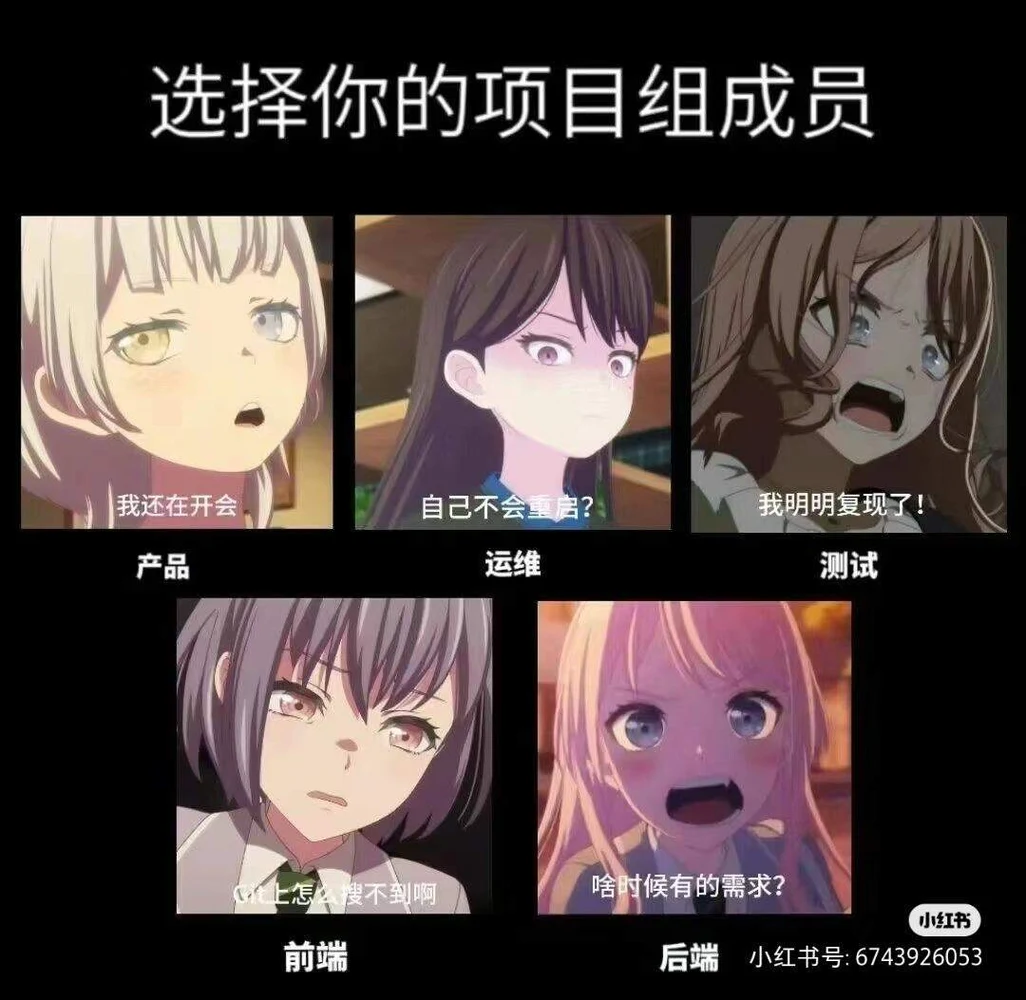 选择你的项目组成员
我还在开会
自己不会重启？
我明明复现了！
产品
运维
测试
Git上怎么搜不到啊
啥时候有的需求？
前端
后端
小红书
小红书号: 6743926053